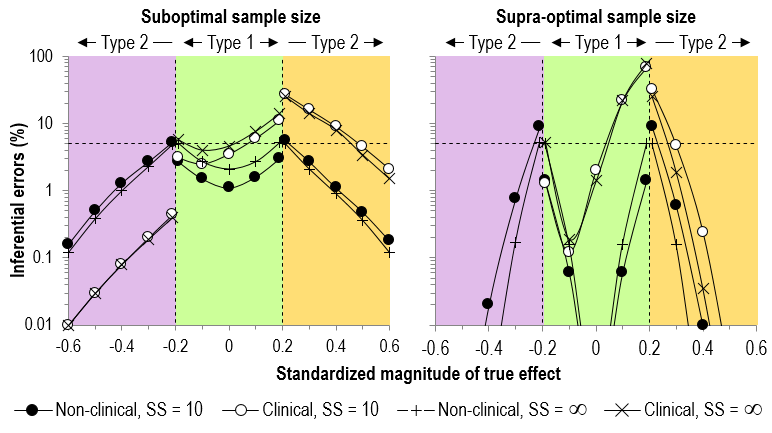 Suboptimal sample size
Supra-optimal sample size
Type 2 Type 1 Type 2
Type 2 Type 1 Type 2
Inferential errors (%)
100
10
1
0.1
0.01
-0.6 -0.4 -0.2 0 0.2 0.4 0.6
-0.6 -0.4 -0.2 0 0.2 0.4 0.6
Standardized magnitude of true effect
Non-clinical, SS = 10
Clinical, SS = 10
Non-clinical, SS = ∞
Clinical, SS = ∞